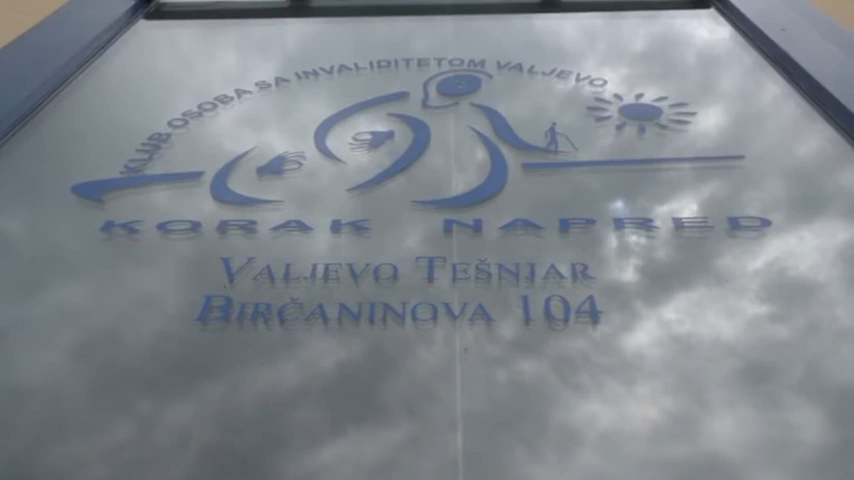 KLUB OSOBA SA INVALIDITETOM VALJEVO
KORAK NAPRED
VALJEVO TEŠNJAR
BIRČANINOVA 104